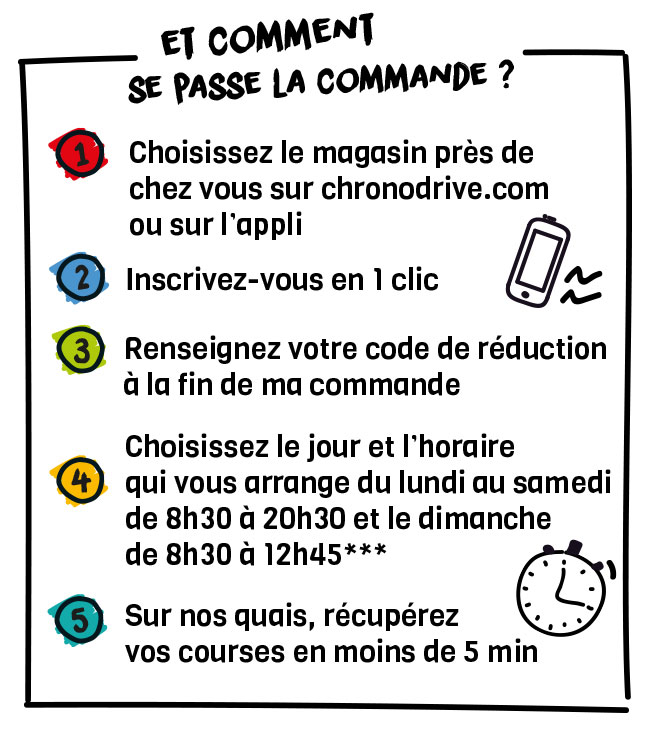 ET COMMENT
SE PASSE LA COMMANDE ?
1 Choisissez le magasin près de
chez vous sur chronodrive.com
ou sur l'appli
2 Inscrivez-vous en 1 clic
3 Renseignez votre code de réduction
à la fin de ma commande
4 Choisissez le jour et l'horaire
qui vous arrange du lundi au samedi
de 8h30 à 20h30 et le dimanche
de 8h30 à 12h45***
5 Sur nos quais, récupérez
vos courses en moins de 5 min